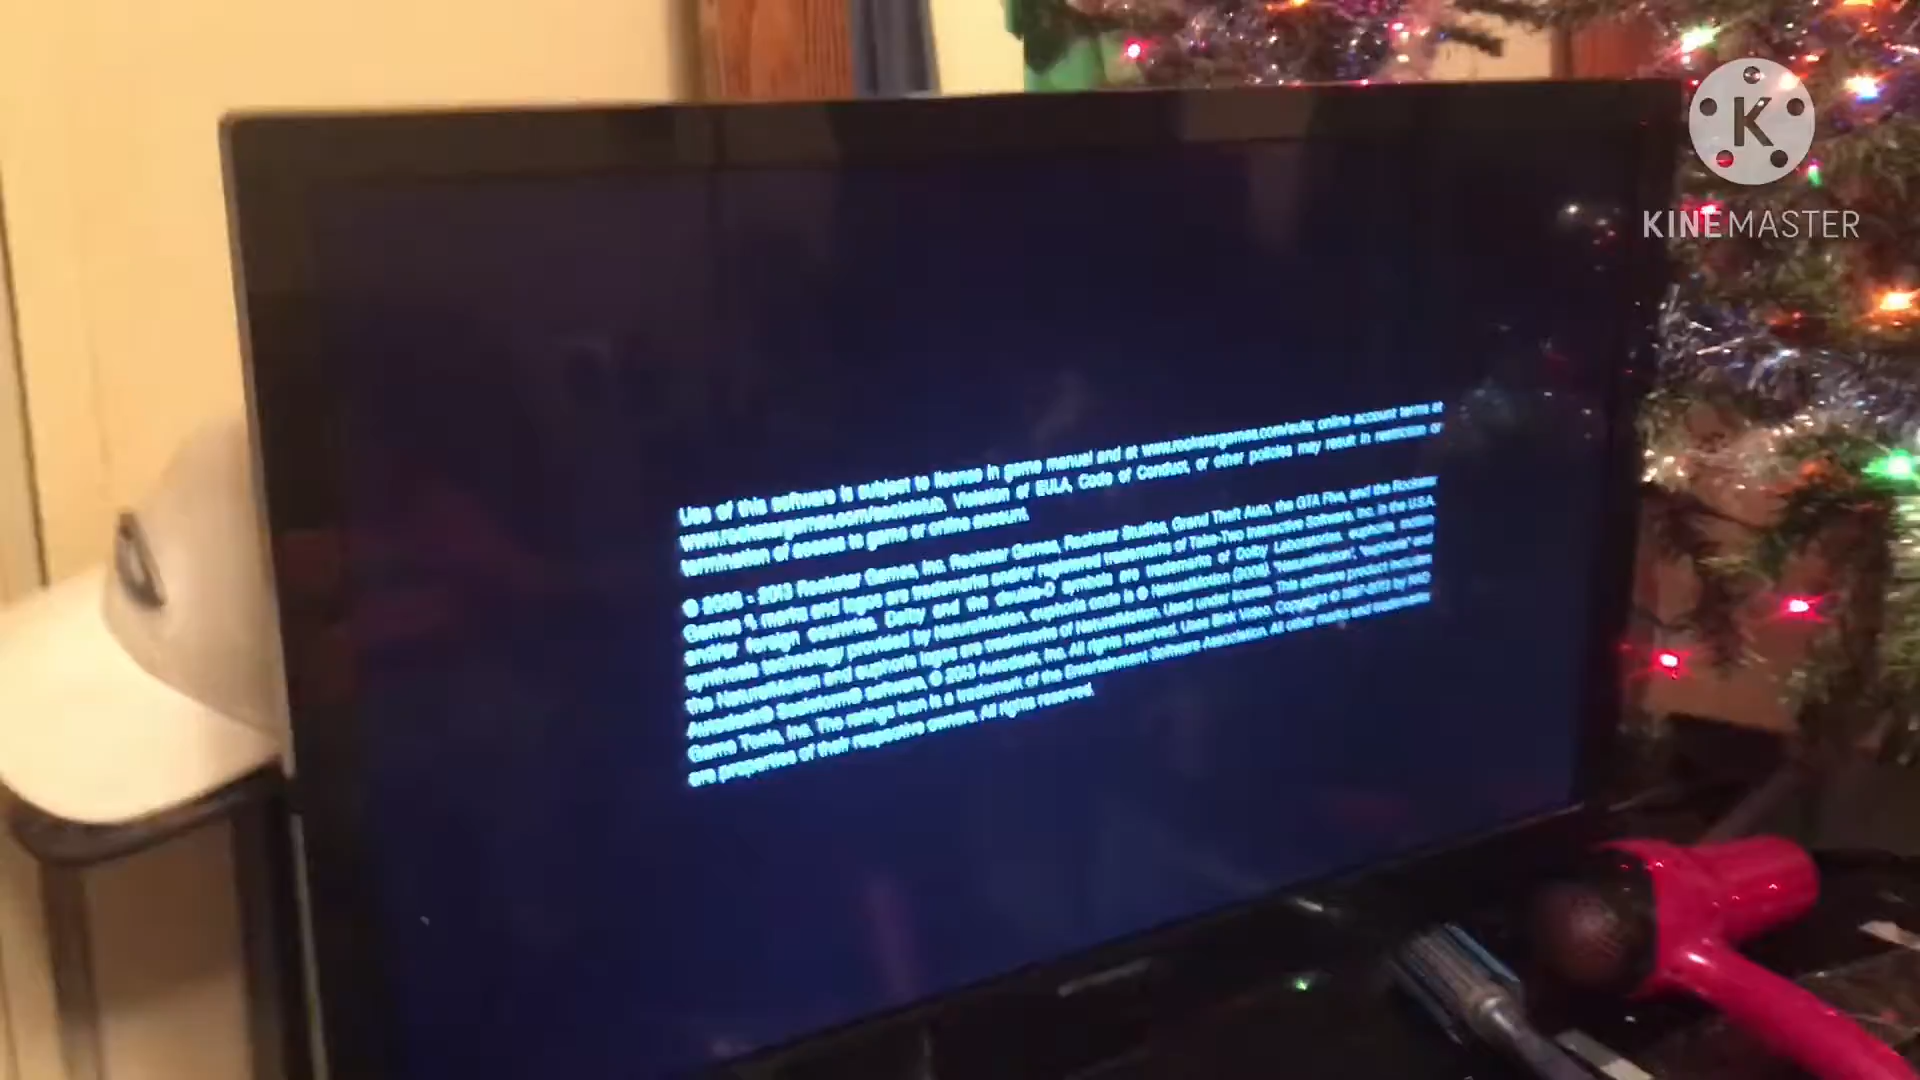 K
KINEMASTER
Use of this software is subject to license in game manual and at www.rockstargames.com/eula; online account terms at
www.rockstargames.com/socialclub. Violation of EULA, Code of Conduct, or other policies may result in restriction or
termination of access to game or online account.
© 2008 - 2013 Rockstar Games, Inc. Rockstar Games, Rockstar Studios, Grand Theft Auto, the GTA Five, and the Rockstar
Games marks and logos are trademarks and/or registered trademarks of Take-Two Interactive Software, Inc. in the U.S.A.
and/or foreign countries. Dolby and the double-D symbols are trademarks of Dolby Laboratories. euphoria motion
synthesis technology provided by NaturalMotion. euphoria code is © NaturalMotion "NaturalMotion", "euphoria" and
the NaturalMotion and euphoria logos are trademarks of NaturalMotion. Used under license. This software product includes
Autodesk® Scaleform® software, © 2013 Autodesk, Inc. All rights reserved. Uses Bink Video. Copyright © by RAD
Game Tools, Inc. The ratings icon is a trademark of the Entertainment Software Association. All other marks and trademarks
are properties of their respective owners. All rights reserved.